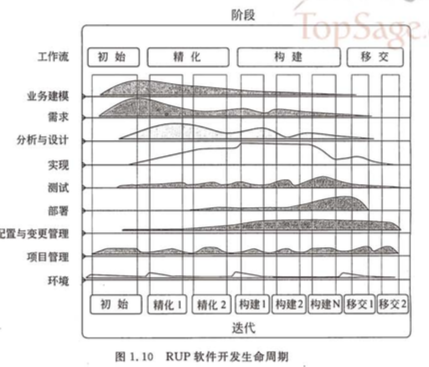 阶段
TopSage.
工作流
初始
精化
构建
移交
业务建模
需求
分析与设计
实现
测试
部署
配置与变更管理
项目管理
环境
初始
精化1
精化2
构建1
构建2
构建N
移交1
移交2
迭代
图 1.10 RUP 软件开发生命周期